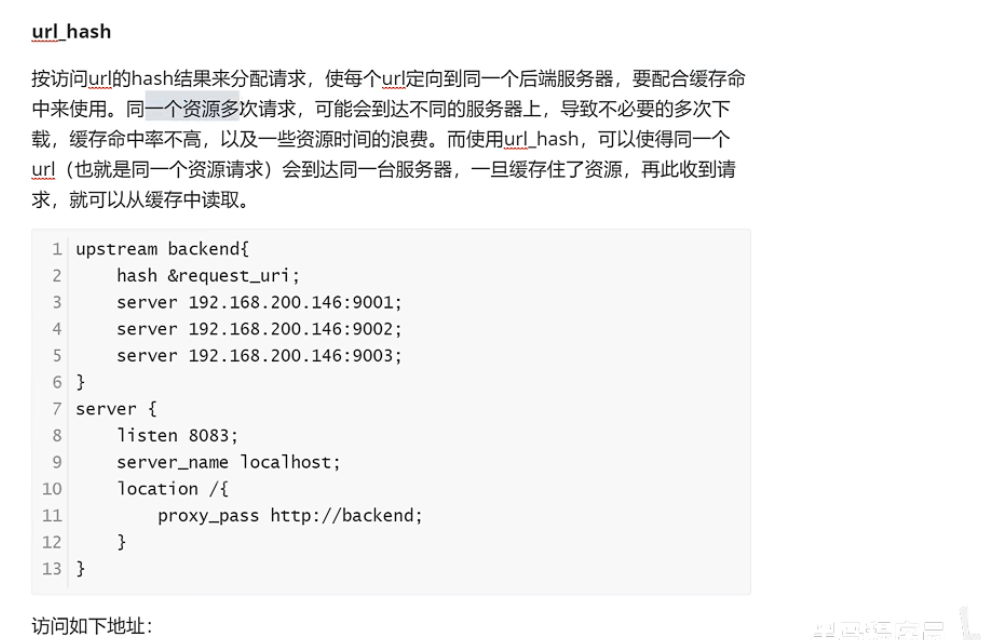 url_hash
按访问url的hash结果来分配请求，使每个url定向到同一个后端服务器，要配合缓存命
中来使用。同一个资源多次请求，可能会到达不同的服务器上，导致不必要的多次下
载，缓存命中率不高，以及一些资源时间的浪费。而使用url_hash，可以使得同一个
url（也就是同一个资源请求）会到达同一台服务器，一旦缓存住了资源，再此收到请
求，就可以从缓存中读取。
1 upstream backend{
2     hash &request_uri;
3     server 192.168.200.146:9001;
4     server 192.168.200.146:9002;
5     server 192.168.200.146:9003;
6 }
7 server {
8     listen 8083;
9     server_name localhost;
10     location /{
11         proxy_pass http://backend;
12     }
13 }
访问如下地址：